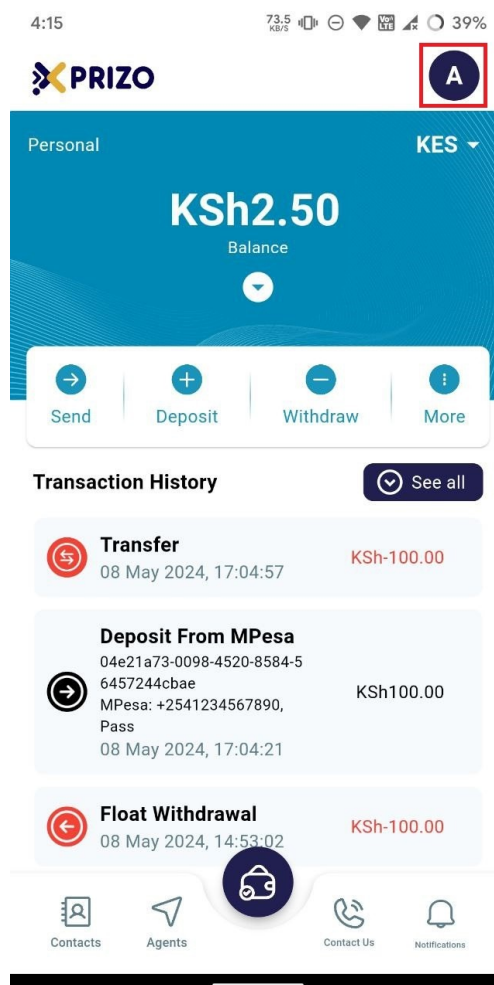 4:15
73.5
KB/S
Vo))
LTE
39%
PRIZO
A
Personal
KES
KSh2.50
Balance
Send
Deposit
Withdraw
More
Transaction History
See all
Transfer
08 May 2024, 17:04:57
KSh-100.00
Deposit From MPesa
04e21a73-0098-4520-8584-5
6457244cbae
MPesa: +2541234567890,
Pass
08 May 2024, 17:04:21
KSh100.00
Float Withdrawal
08 May 2024, 14:53:02
KSh-100.00
Contacts
Agents
Contact Us
Notifications